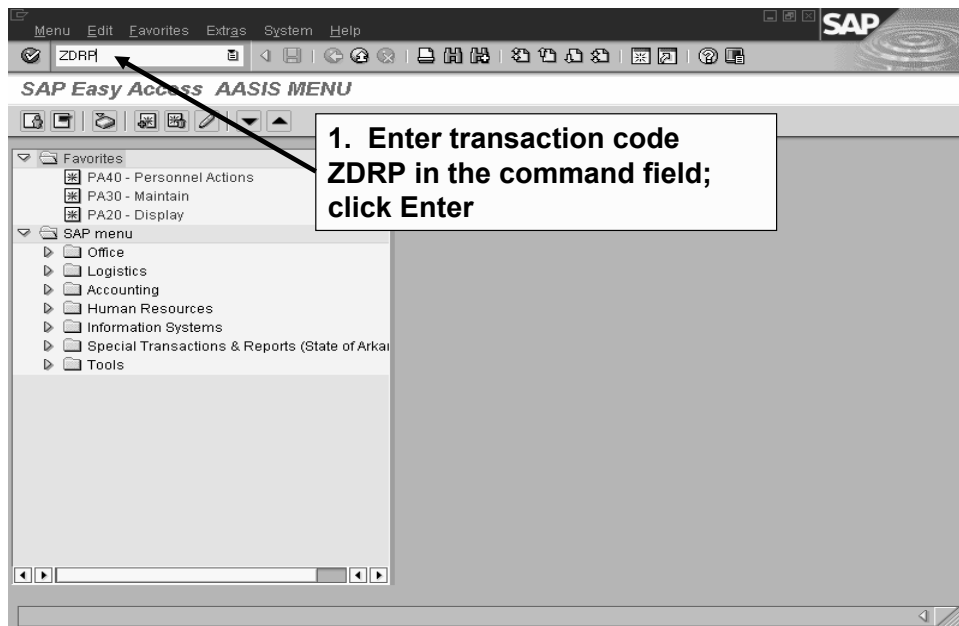 Menu Edit Favorites Extras System Help
SAP
ZDRP
SAP Easy Access AASIS MENU
1. Enter transaction code
ZDRP in the command field;
click Enter
Favorites
PA40 - Personnel Actions
PA30 - Maintain
PA20 - Display
SAP menu
Office
Logistics
Accounting
Human Resources
Information Systems
Special Transactions & Reports (State of Arka
Tools